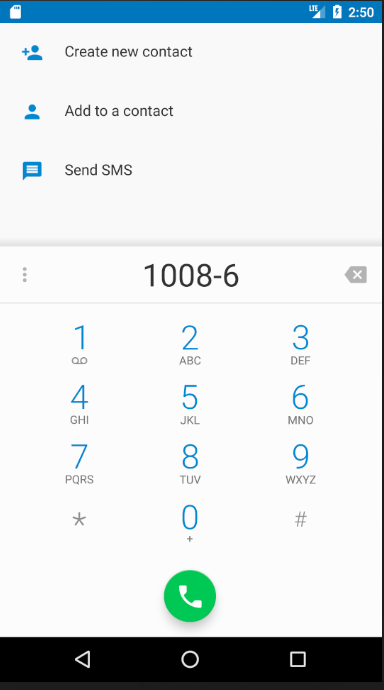 LTE 2:50
Create new contact
Add to a contact
Send SMS
1008-6
1 2 3
ABC DEF
4 5 6
GHI JKL MNO
7 8 9
PQRS TUV WXYZ
* 0 #
+